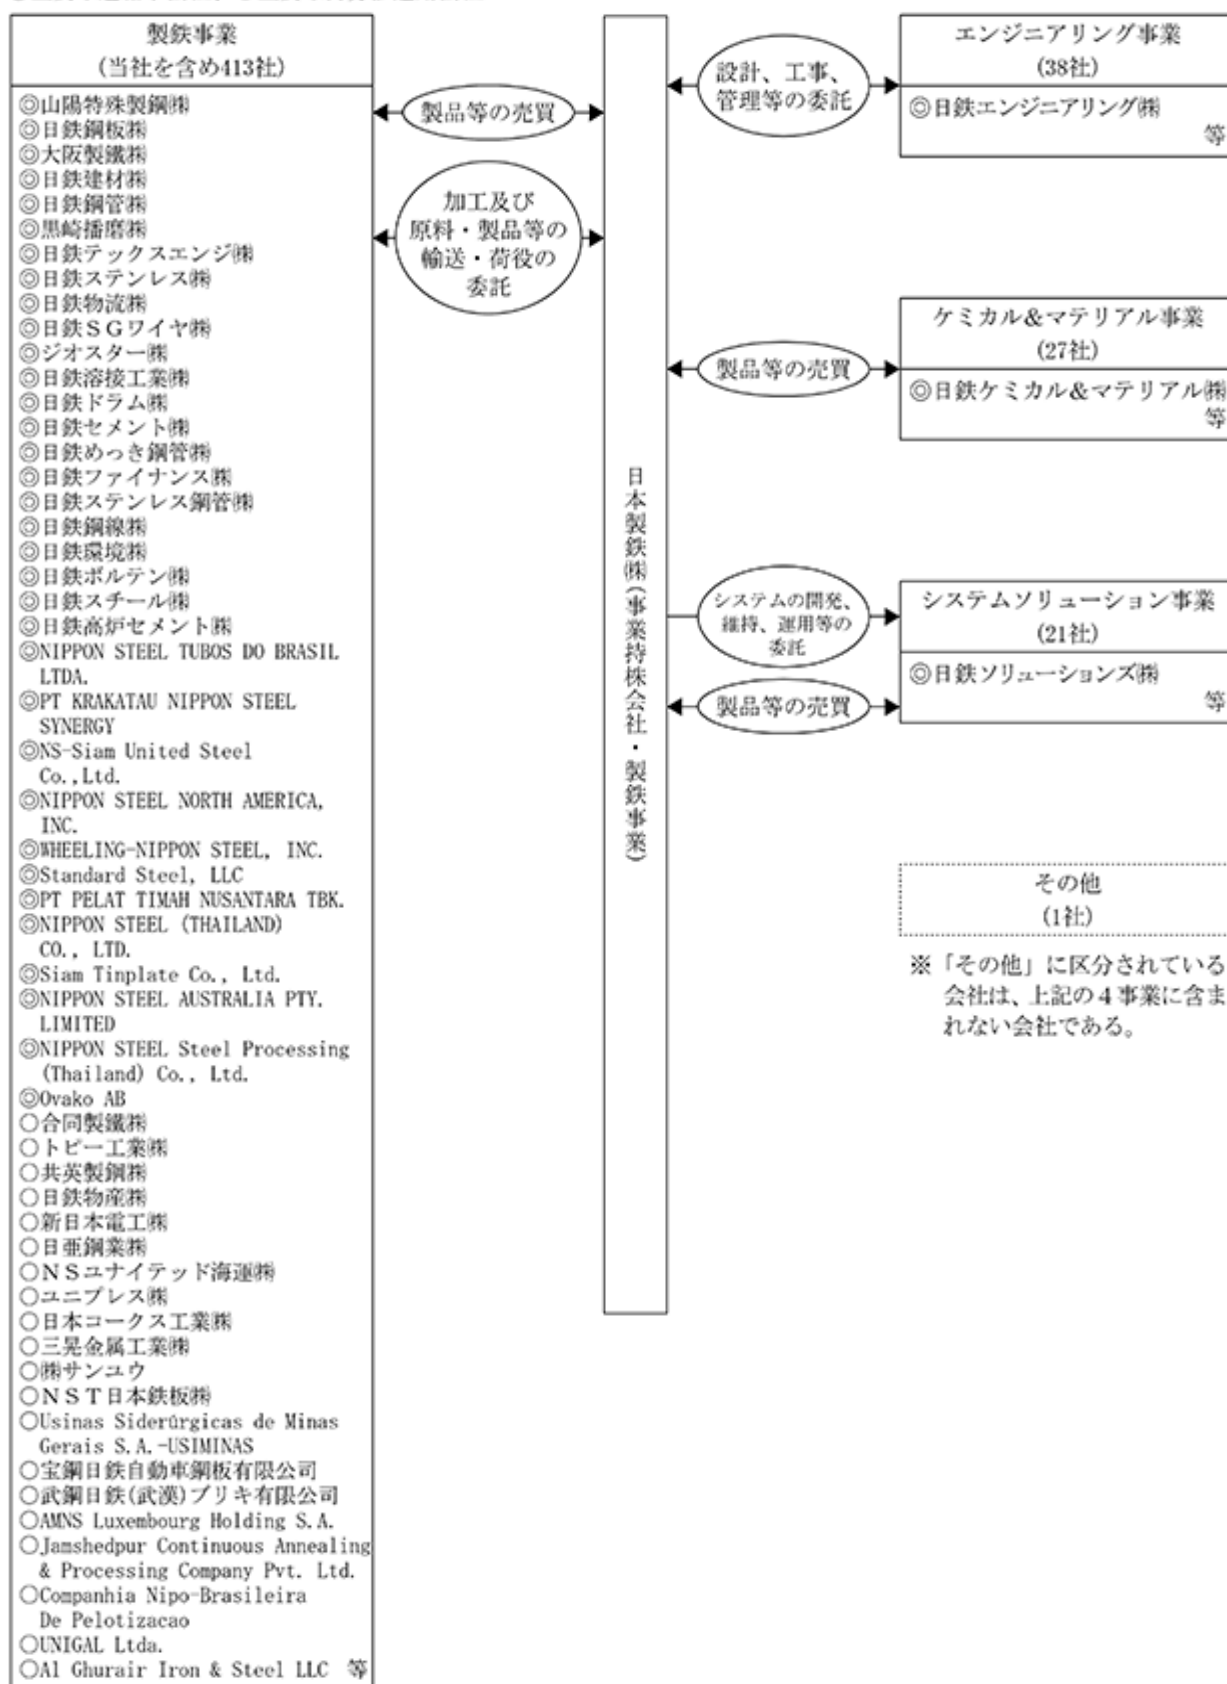 製鉄事業
(当社を含め413社)
◎山陽特殊製鋼㈱
◎日鉄鋼板㈱
◎大阪製鐵㈱
◎日鉄建材㈱
◎日鉄鋼管㈱
◎黒崎播磨㈱
◎日鉄テックスエンジ㈱
◎日鉄ステンレス㈱
◎日鉄物流㈱
◎日鉄ＳＧワイヤ㈱
◎ジオスター㈱
◎日鉄溶接工業㈱
◎日鉄ドラム㈱
◎日鉄セメント㈱
◎日鉄めっき鋼管㈱
◎日鉄ファイナンス㈱
◎日鉄ステンレス鋼管㈱
◎日鉄鋼線㈱
◎日鉄環境㈱
◎日鉄ボルテン㈱
◎日鉄スチール㈱
◎日鉄高炉セメント㈱
◎NIPPON STEEL TUBOS DO BRASIL
LTDA.
◎PT KRAKATAU NIPPON STEEL
SYNERGY
◎NS-Siam United Steel
Co.,Ltd.
◎NIPPON STEEL NORTH AMERICA,
INC.
◎WHEELING-NIPPON STEEL, INC.
◎Standard Steel, LLC
◎PT PELAT TIMAH NUSANTARA TBK.
◎NIPPON STEEL (THAILAND)
CO., LTD.
◎Siam Tinplate Co., Ltd.
◎NIPPON STEEL AUSTRALIA PTY.
LIMITED
◎NIPPON STEEL Steel Processing
(Thailand) Co., Ltd.
◎Ovako AB
○合同製鐵㈱
○トピー工業㈱
○共英製鋼㈱
○日鉄物産㈱
○新日本電工㈱
○日亜鋼業㈱
○ＮＳユナイテッド海運㈱
○ユニプレス㈱
○日本コークス工業㈱
○三晃金属工業㈱
○㈱サンユウ
○ＮＳＴ日本鉄板㈱
○Usinas Siderúrgicas de Minas
Gerais S.A.-USIMINAS
○宝鋼日鉄自動車鋼板有限公司
○武鋼日鉄(武漢)ブリキ有限公司
○AMNS Luxembourg Holding S.A.
○Jamshedpur Continuous Annealing
& Processing Company Pvt. Ltd.
○Companhia Nipo-Brasileira
De Pelotizacao
○UNIGAL Ltda.
○Al Ghurair Iron & Steel LLC 等
製品等の売買
加工及び
原料・製品等の
輸送・荷役の
委託
日本製鉄㈱(事業持株会社・製鉄事業)
設計、工事、
管理等の委託
製品等の売買
システムの開発、
維持、運用等の
委託
製品等の売買
エンジニアリング事業
(38社)
◎日鉄エンジニアリング㈱
等
ケミカル&マテリアル事業
(27社)
◎日鉄ケミカル&マテリアル㈱
等
システムソリューション事業
(21社)
◎日鉄ソリューションズ㈱
等
その他
(1社)
※「その他」に区分されている
会社は、上記の４事業に含ま
れない会社である。